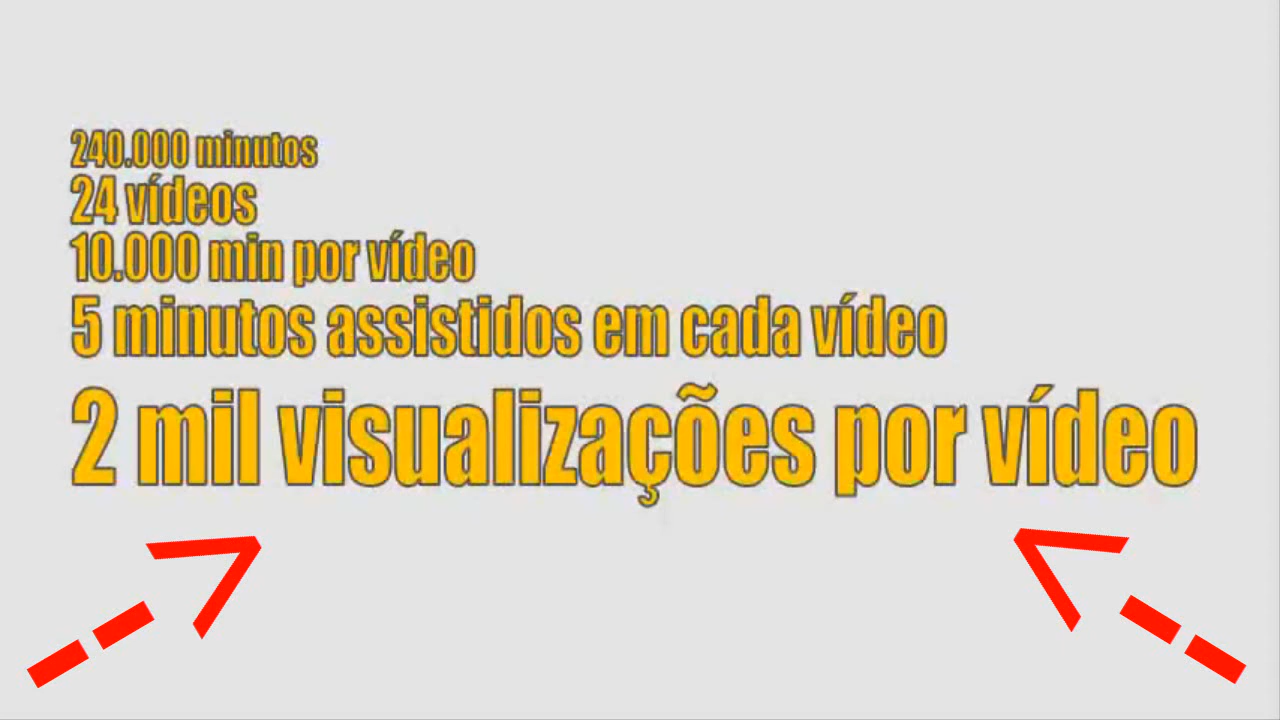 240.000 minutos
24 vídeos
10.000 min por vídeo
5 minutos assistidos em cada vídeo
2 mil visualizações por vídeo